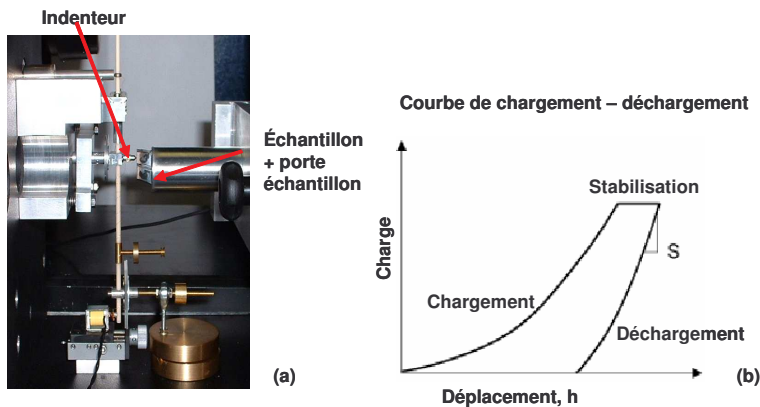 Indenteur
Échantillon
+ porte
échantillon
(a)
Courbe de chargement – déchargement
Stabilisation
S
Charge
Chargement
Déchargement
Déplacement, h
(b)